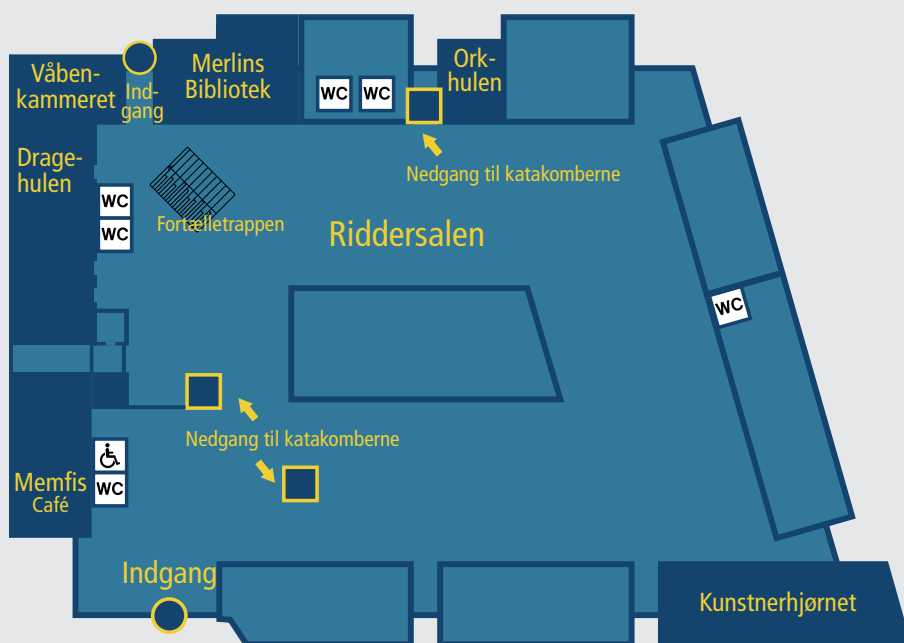 Våben-
kammeret
Ind-
gang
Merlins
Bibliotek
WC
WC
Ork-
hulen
Nedgang til katakomberne
Drage-
hulen
WC
WC
Fortælletrappen
Riddersalen
WC
Nedgang til katakomberne
Memfis
Café
WC
Indgang
Kunstnerhjørnet